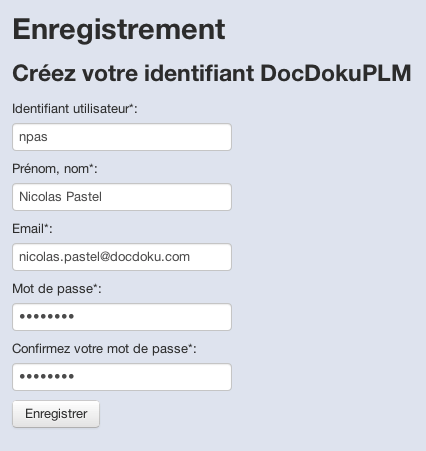 Enregistrement
Créez votre identifiant DocDokuPLM
Identifiant utilisateur*:
npas
Prénom, nom*:
Nicolas Pastel
Email*:
nicolas.pastel@docdoku.com
Mot de passe*:
••••••••
Confirmez votre mot de passe*:
••••••••
Enregistrer